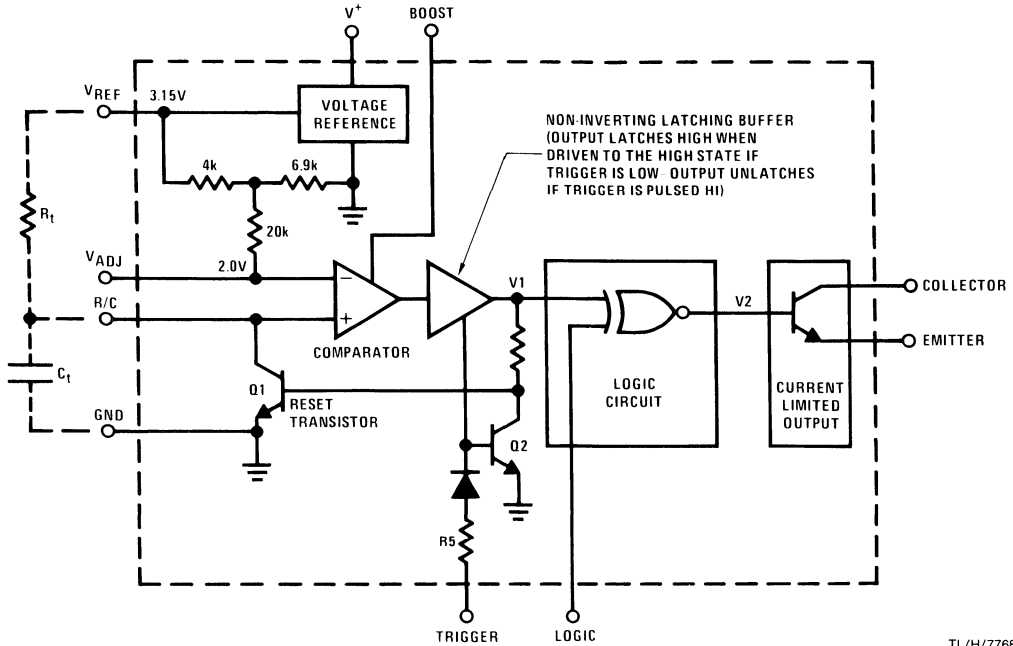 V+
BOOST
VREF
3.15V
VOLTAGE
REFERENCE
NON-INVERTING LATCHING BUFFER
(OUTPUT LATCHES HIGH WHEN
DRIVEN TO THE HIGH STATE IF
TRIGGER IS LOW–OUTPUT UNLATCHES
IF TRIGGER IS PULSED HI)
4k
6.9k
Rt
20k
VADJ
2.0V
R/C
−
+
COMPARATOR
V1
V2
COLLECTOR
EMITTER
Ct
Q1
RESET
TRANSISTOR
LOGIC
CIRCUIT
CURRENT
LIMITED
OUTPUT
GND
Q2
R5
TRIGGER
LOGIC
TL/H/7768